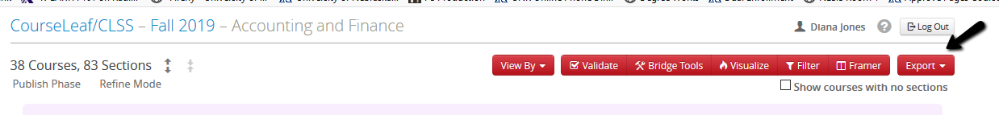 CourseLeaf/CLSS – Fall 2019 – Accounting and Finance
Diana Jones ? Log Out
38 Courses, 83 Sections
View By Validate Bridge Tools Visualize Filter Framer Export
Publish Phase Refine Mode
Show courses with no sections